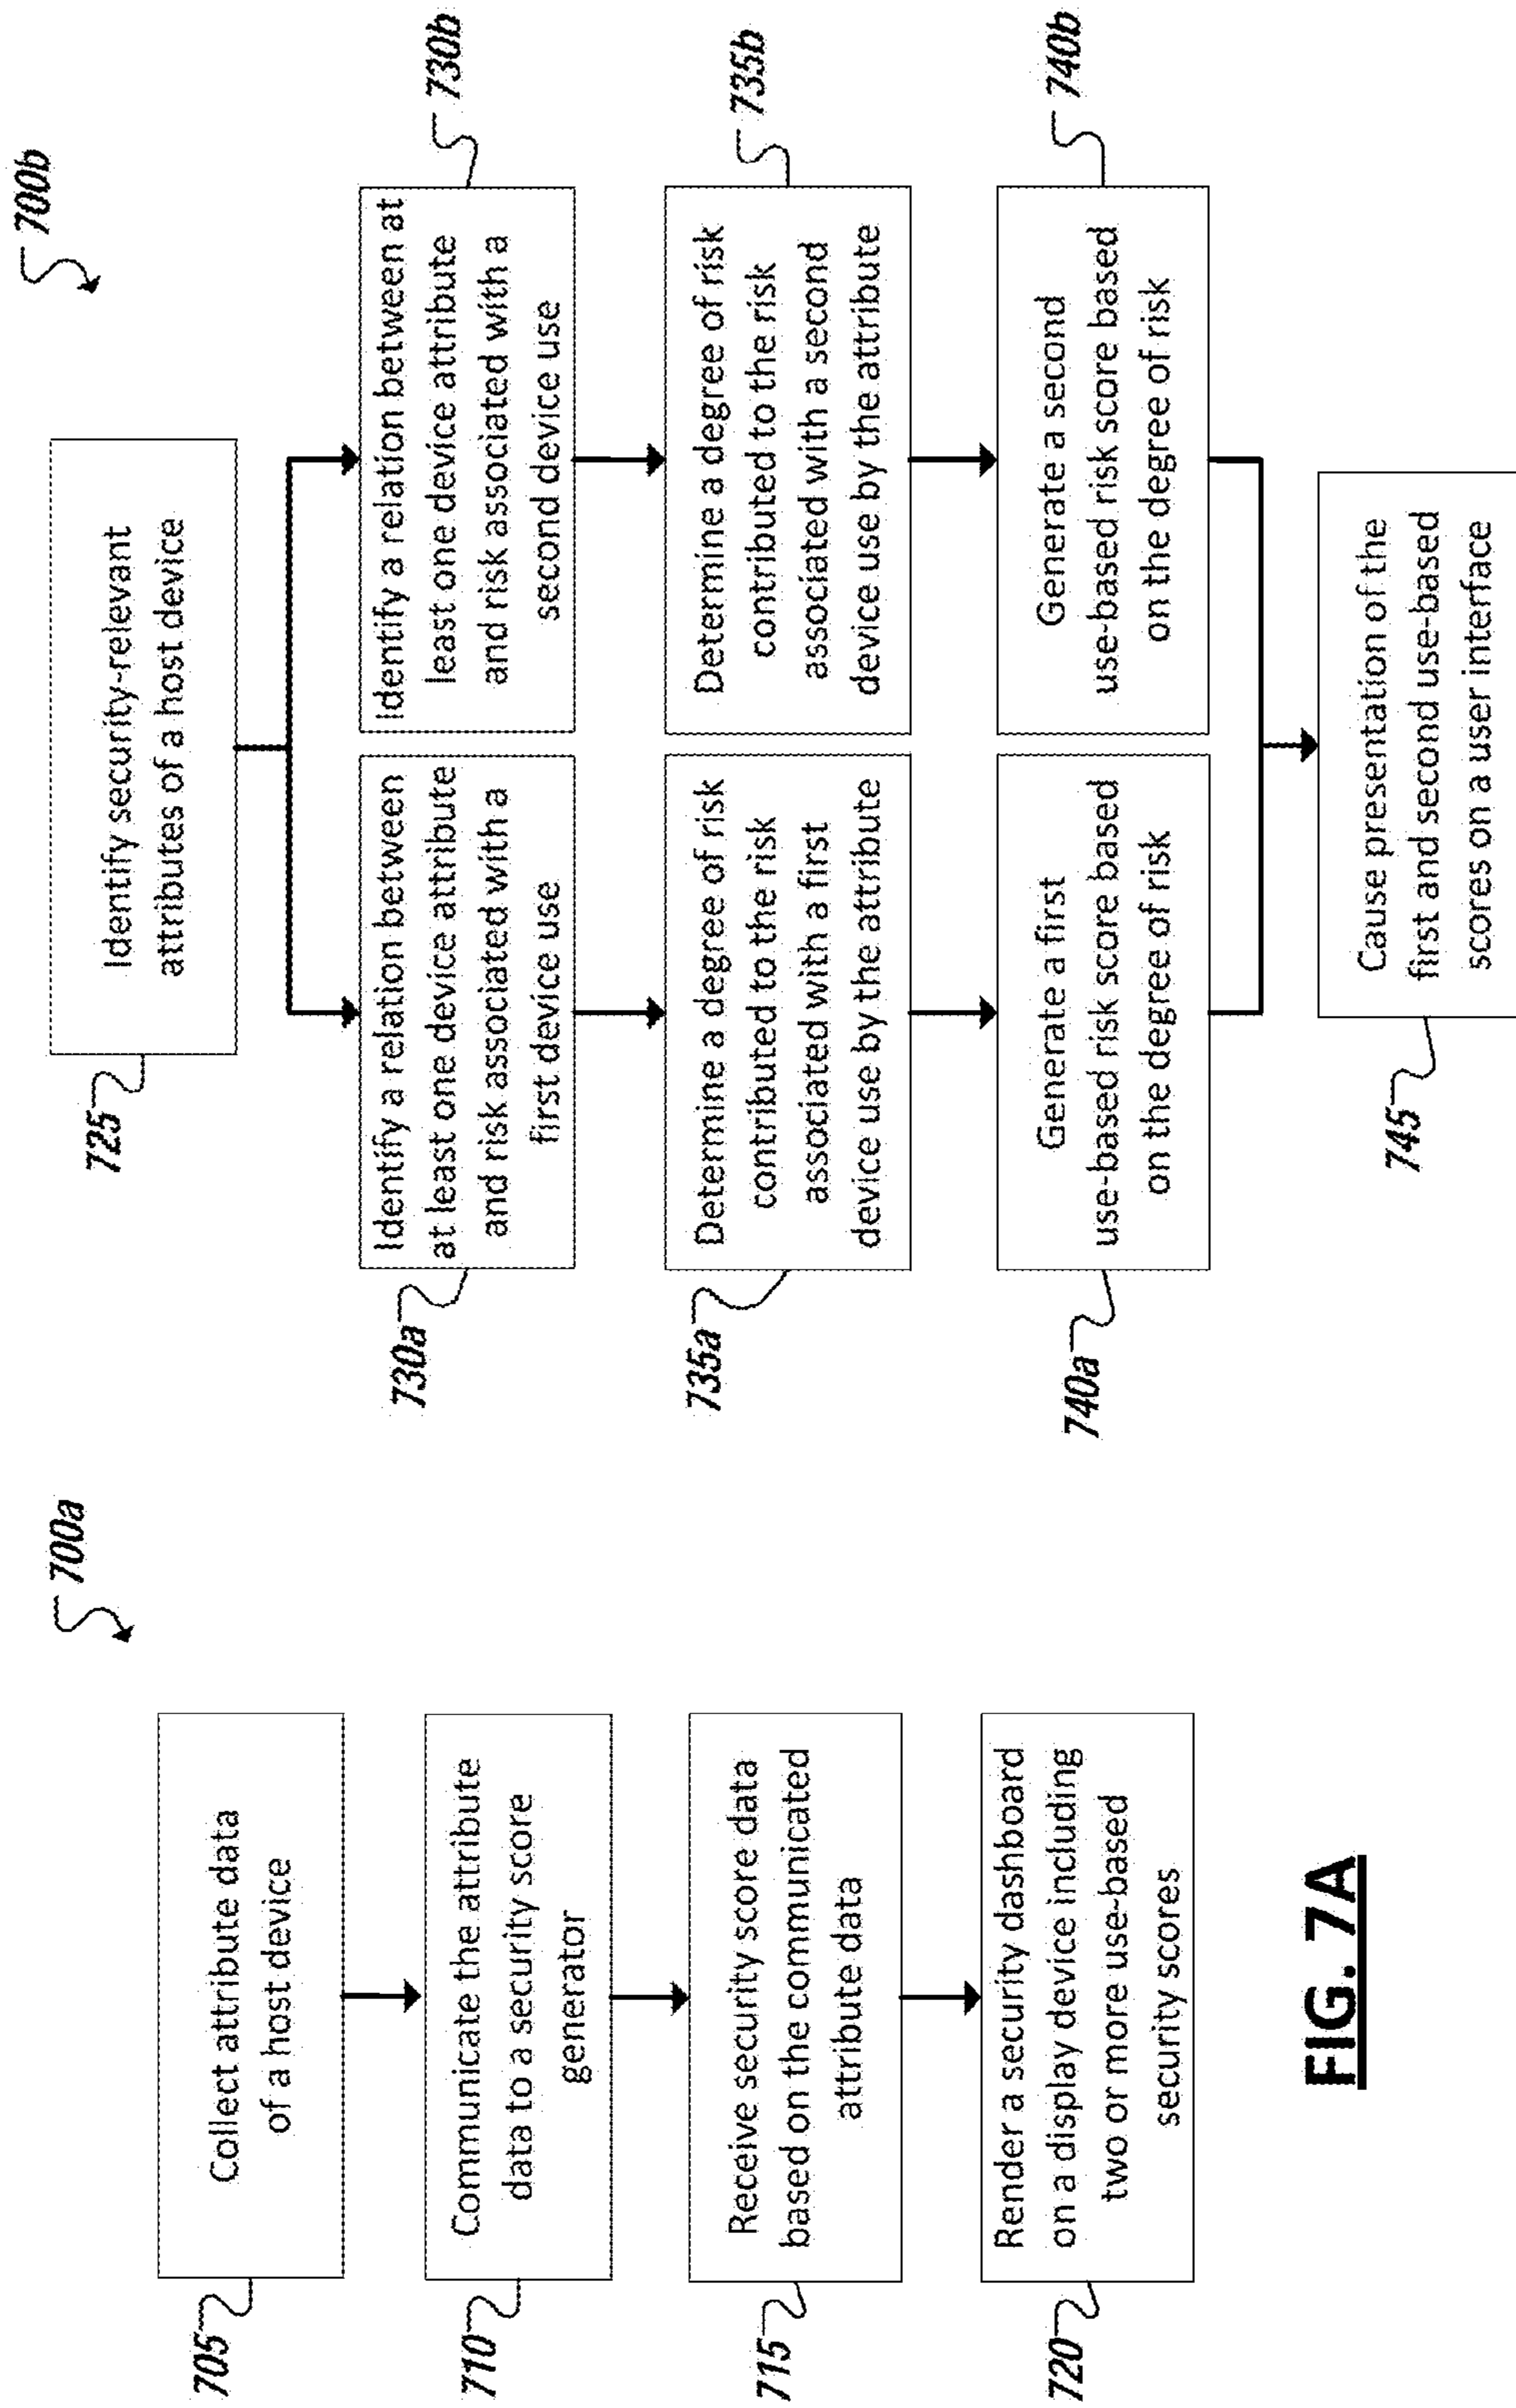 700a
705
Collect attribute data
of a host device
710
Communicate the attribute
data to a security score
generator
715
Receive security score data
based on the communicated
attribute data
720
Render a security dashboard
on a display device including
two or more use-based
security scores
FIG. 7A
700b
725
Identify security-relevant
attributes of a host device
730a
Identify a relation between
at least one device attribute
and risk associated with a
first device use
730b
Identify a relation between at
least one device attribute
and risk associated with a
second device use
735a
Determine a degree of risk
contributed to the risk
associated with a first
device use by the attribute
735b
Determine a degree of risk
contributed to the risk
associated with a second
device use by the attribute
740a
Generate a first
use-based risk score based
on the degree of risk
740b
Generate a second
use-based risk score based
on the degree of risk
745
Cause presentation of the
first and second use-based
scores on a user interface